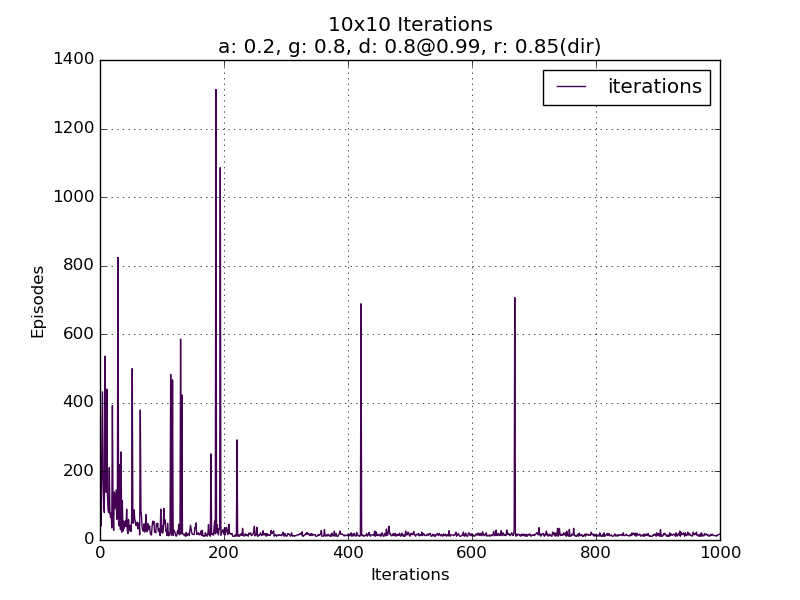 10x10 Iterations
a: 0.2, g: 0.8, d: 0.8@0.99, r: 0.85(dir)
iterations
1400
1200
1000
800
600
400
200
0
Episodes
0 200 400 600 800 1000
Iterations